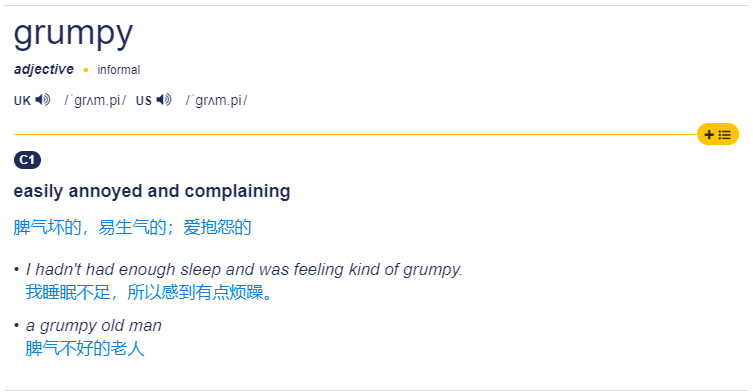 grumpy
adjective • informal
UK /ˈɡrʌm.pi/ US /ˈɡrʌm.pi/
C1
easily annoyed and complaining
脾气坏的，易生气的；爱抱怨的
• I hadn't had enough sleep and was feeling kind of grumpy.
我睡眠不足，所以感到有点烦躁。
• a grumpy old man
脾气不好的老人